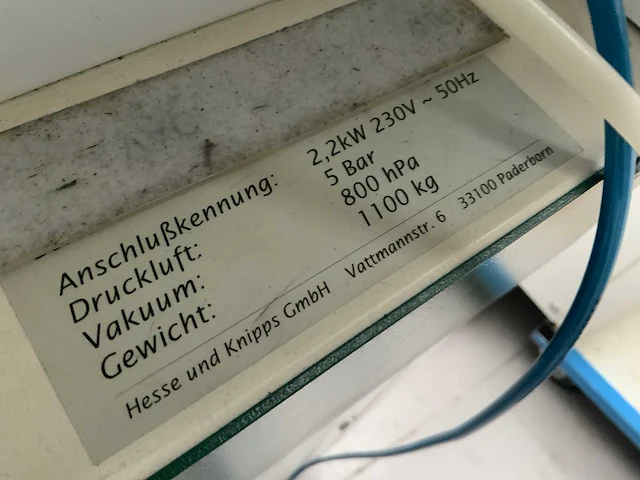 Anschlußkennung: 2,2kW 230V ~ 50Hz
Druckluft: 5 Bar
Vakuum: 800 hPa
Gewicht: 1100 kg
Hesse und Knipps GmbH Vattmannstr. 6 33100 Paderborn